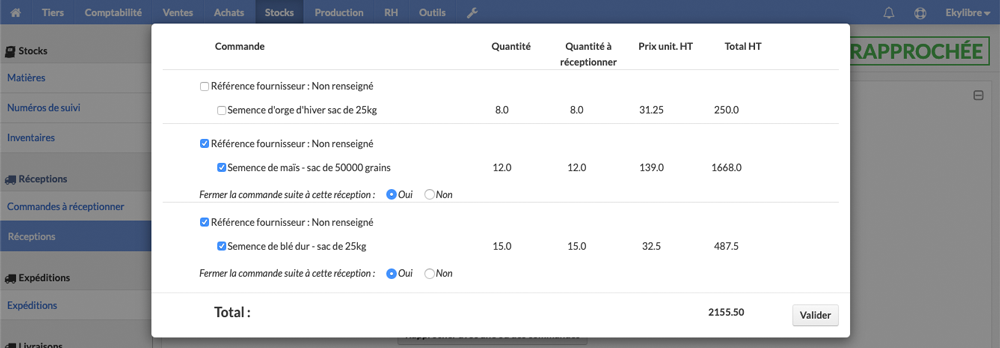 Tiers Comptabilité Ventes Achats Stocks Production RH Outils Ekylibre
Stocks
Matières
Numéros de suivi
Inventaires
Réceptions
Commandes à réceptionner
Réceptions
Expéditions
Expéditions
Livraisons
RAPPROCHÉE
Commande Quantité Quantité à réceptionner Prix unit. HT Total HT
Référence fournisseur : Non renseigné
Semence d'orge d'hiver sac de 25kg 8.0 8.0 31.25 250.0
Référence fournisseur : Non renseigné
Semence de maïs - sac de 50000 grains 12.0 12.0 139.0 1668.0
Fermer la commande suite à cette réception : Oui Non
Référence fournisseur : Non renseigné
Semence de blé dur - sac de 25kg 15.0 15.0 32.5 487.5
Fermer la commande suite à cette réception : Oui Non
Total : 2155.50
Valider